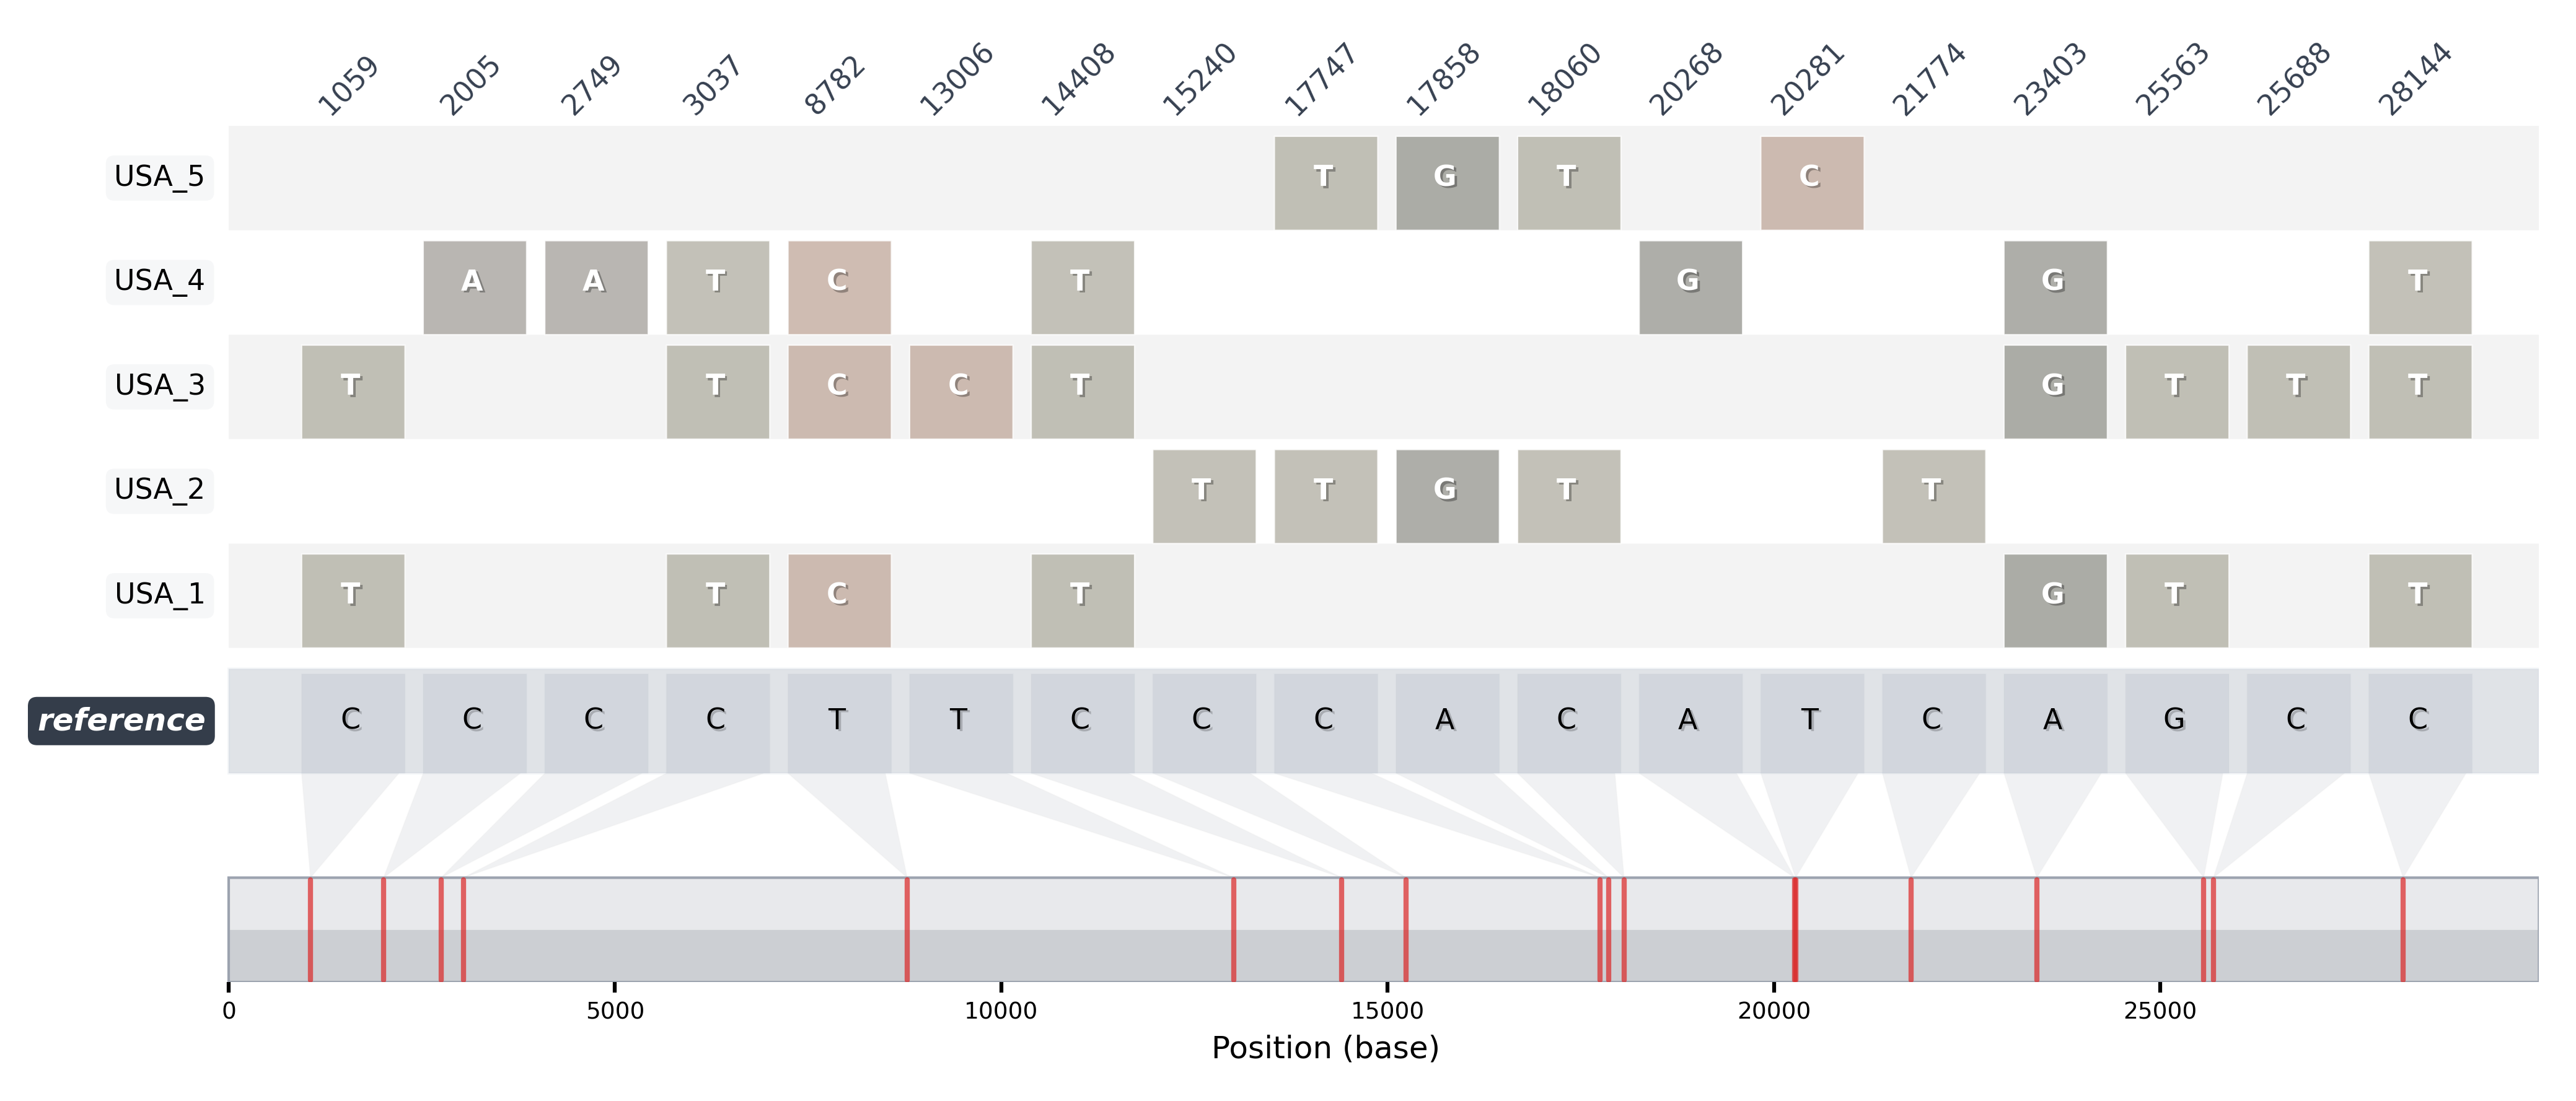 1059 2005 2749 3037 8782 13006 14408 15240 17747 17858 18060 20268 20281 21774 23403 25563 25688 28144
USA_5 T G T C
USA_4 A A T C T G G T
USA_3 T T C C T G T T T
USA_2 T T G T T
USA_1 T T C T G T T
reference C C C C T T C C C A C A T C A G C C
0 5000 10000 15000 20000 25000
Position (base)